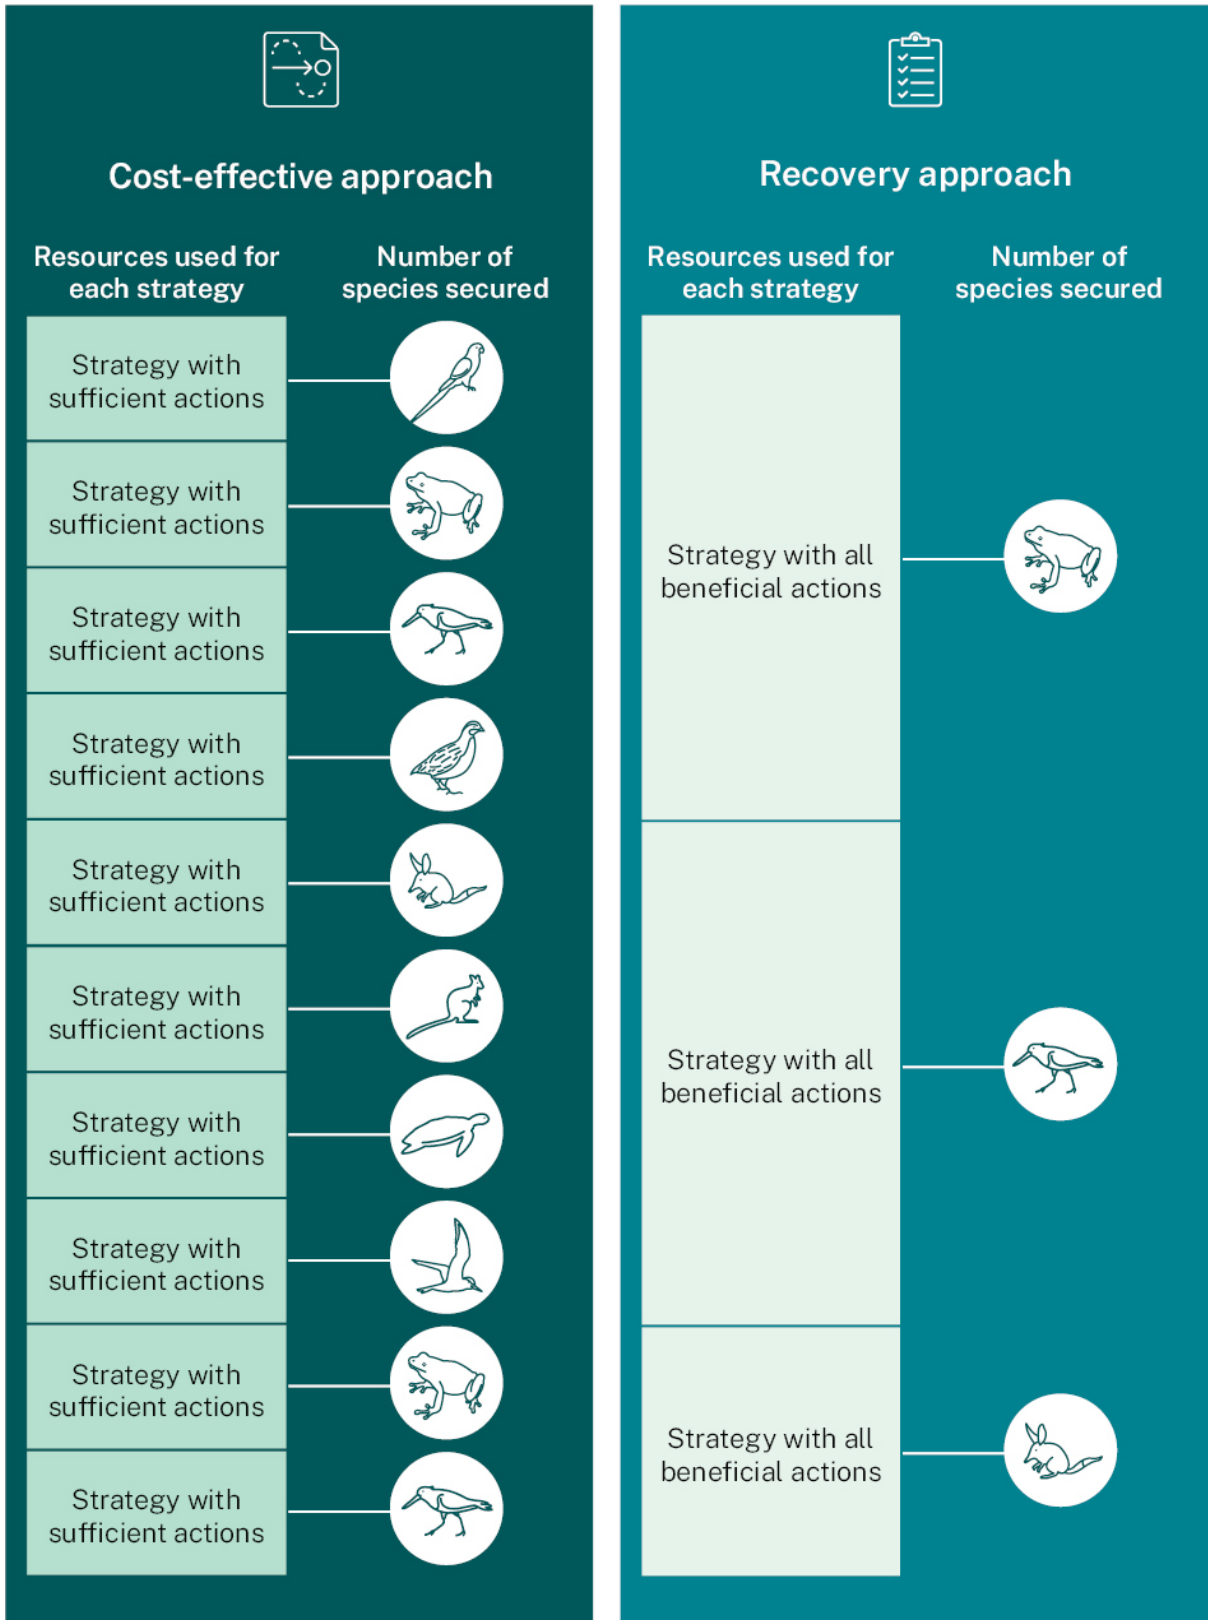 Cost-effective approach
Resources used for
each strategy
Number of
species secured
Strategy with
sufficient actions
Strategy with
sufficient actions
Strategy with
sufficient actions
Strategy with
sufficient actions
Strategy with
sufficient actions
Strategy with
sufficient actions
Strategy with
sufficient actions
Strategy with
sufficient actions
Strategy with
sufficient actions
Strategy with
sufficient actions
Recovery approach
Resources used for
each strategy
Number of
species secured
Strategy with all
beneficial actions
Strategy with all
beneficial actions
Strategy with all
beneficial actions